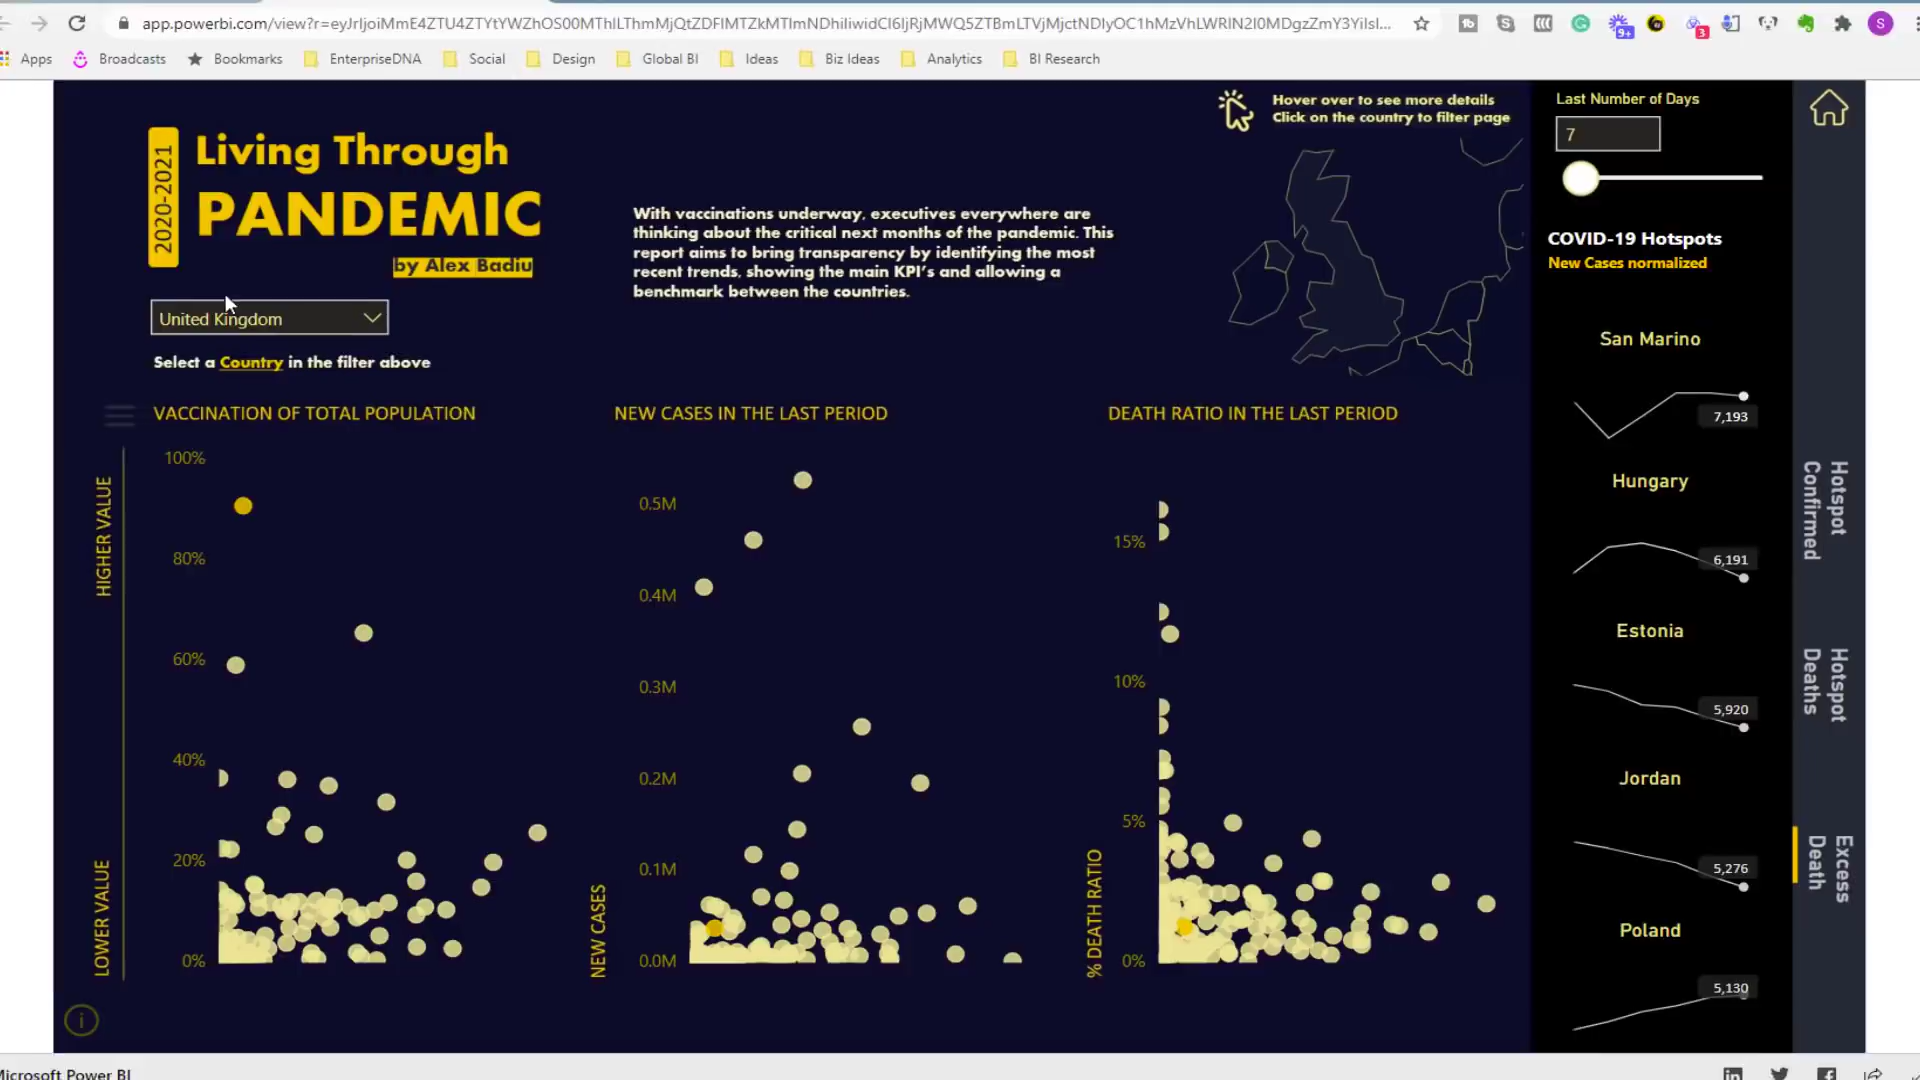 app.powerbi.com/view?r=eyJrIjoiMmE4ZTU4ZTYtYWZhOS00MThlLThmMjQtZDFlMTZkMTlmNDhiIiwidCI6IjRjMWQ5ZTBmLTVjMjctNDIyOC1hMzVhLWRlN2I0MDgzZmY3YiIsI...
9+
3
S
Apps
Broadcasts
Bookmarks
EnterpriseDNA
Social
Design
Global BI
Ideas
Biz Ideas
Analytics
BI Research
2020-2021
Living Through
PANDEMIC
by Alex Badiu
United Kingdom
Select a Country in the filter above
With vaccinations underway, executives everywhere are
thinking about the critical next months of the pandemic. This
report aims to bring transparency by identifying the most
recent trends, showing the main KPI's and allowing a
benchmark between the countries.
Hover over to see more details
Click on the country to filter page
Last Number of Days
7
COVID-19 Hotspots
New Cases normalized
San Marino
7,193
Hungary
6,191
Estonia
5,920
Jordan
5,276
Poland
5,130
Hotspot
Confirmed
Hotspot
Deaths
Excess
Death
VACCINATION OF TOTAL POPULATION
HIGHER VALUE
LOWER VALUE
100%
80%
60%
40%
20%
0%
NEW CASES IN THE LAST PERIOD
NEW CASES
0.5M
0.4M
0.3M
0.2M
0.1M
0.0M
DEATH RATIO IN THE LAST PERIOD
% DEATH RATIO
15%
10%
5%
0%
i
Microsoft Power BI